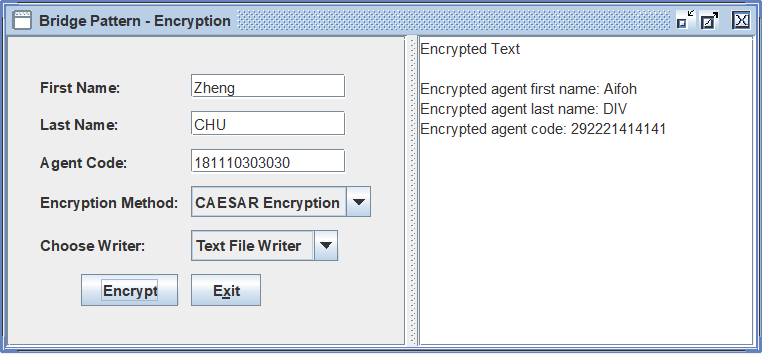 Bridge Pattern - Encryption
First Name: Zheng
Last Name: CHU
Agent Code: 181110303030
Encryption Method: CAESAR Encryption
Choose Writer: Text File Writer
Encrypt Exit
Encrypted Text
Encrypted agent first name: Aifoh
Encrypted agent last name: DIV
Encrypted agent code: 292221414141